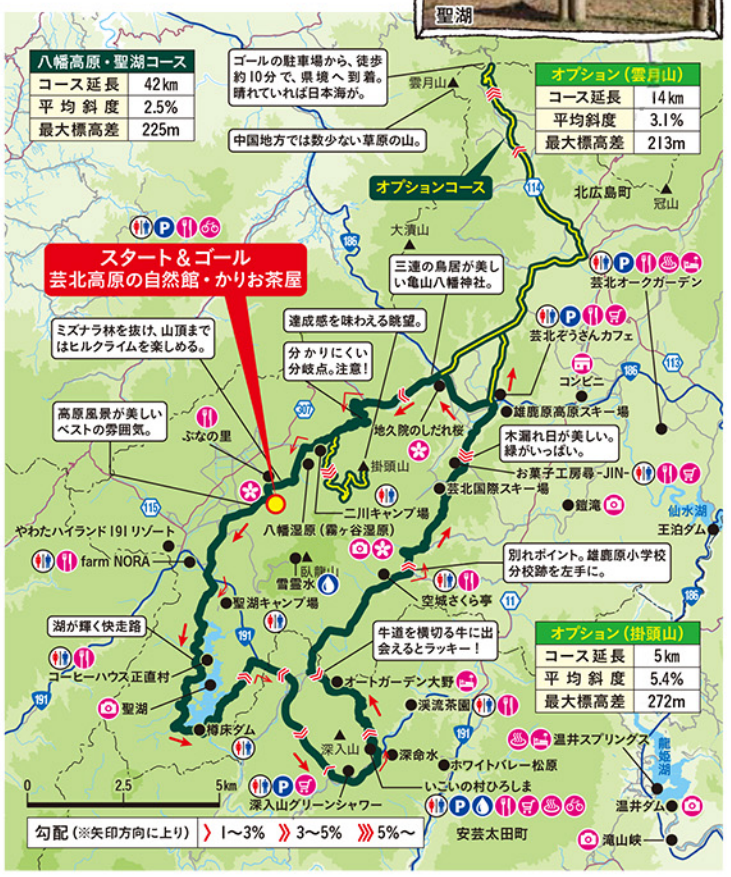 聖湖
八幡高原・聖湖コース
コース延長 42km
平均斜度 2.5%
最大標高差 225m
ゴールの駐車場から、徒歩
約10分で、県境へ到着。
晴れていれば日本海が。
雲月山
中国地方では数少ない草原の山。
オプション(雲月山)
コース延長 14km
平均斜度 3.1%
最大標高差 213m
オプションコース
114
北広島町
冠山
186
大潰山
P
スタート&ゴール
芸北高原の自然館・かりお茶屋
三連の鳥居が美し
い亀山八幡神社。
P
芸北オークガーデン
P
芸北ぞうさんカフェ
ミズナラ林を抜け、山頂まで
はヒルクライムを楽しめる。
達成感を味わえる眺望。
分かりにくい
分岐点。注意!
113
186
コンビニ
307
雄鹿原高原スキー場
高原風景が美しい
ベストの雰囲気。
ぶなの里
地久院のしだれ桜
木漏れ日が美しい。
緑がいっぱい。
掛頭山
お菓子工房尋-JIN-
芸北国際スキー場
115
二川キャンプ場
鎧滝
仙水湖
王泊ダム
八幡湿原(霧ヶ谷湿原)
やわたハイランド191リゾート
farm NORA
臥龍山
雪霊水
別れポイント。雄鹿原小学校
分校跡を左手に。
空城さくら亭
聖湖キャンプ場
11
186
191
湖が輝く快走路
牛道を横切る牛に出
会えるとラッキー!
オプション(掛頭山)
コース延長 5km
平均斜度 5.4%
最大標高差 272m
コーヒーハウス正直村
191
聖湖
オートガーデン大野
渓流茶園
樽床ダム
191
深入山
深命水
温井スプリングス
龍姫湖
ホワイトバレー松原
0 2.5 5km
P
深入山グリーンシャワー
いこいの村ひろしま
P
温井ダム
安芸太田町
滝山峡
勾配(※矢印方向に上り) 1〜3% 3〜5% 5%〜